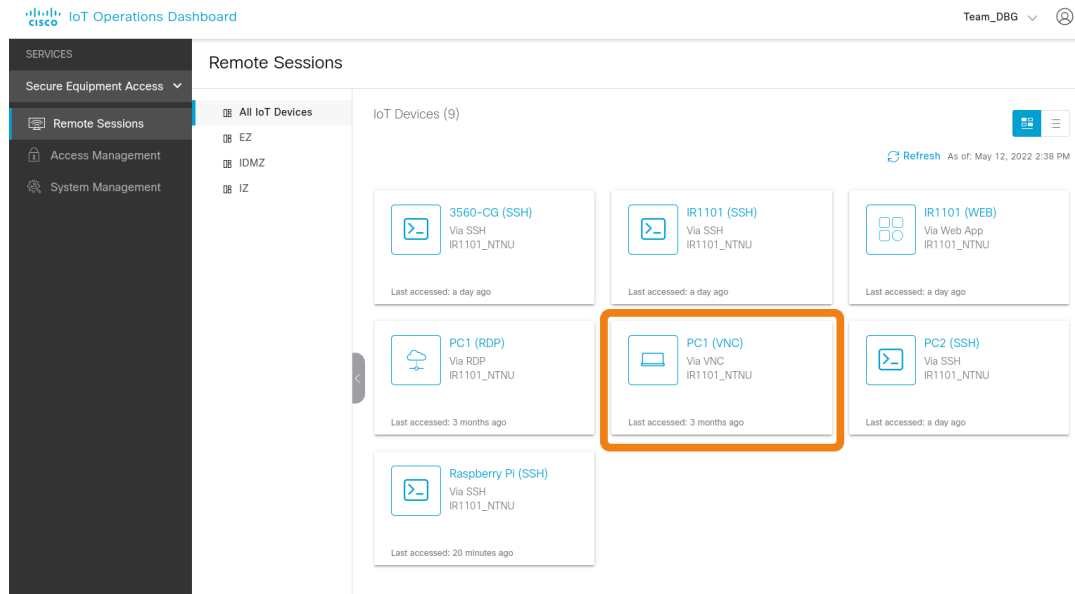 cisco IoT Operations Dashboard
Team_DBG
SERVICES
Secure Equipment Access
Remote Sessions
Access Management
System Management
Remote Sessions
All IoT Devices
EZ
IDMZ
IZ
IoT Devices (9)
Refresh As of: May 12, 2022 2:38 PM
3560-CG (SSH)
Via SSH
IR1101_NTNU
Last accessed: a day ago
IR1101 (SSH)
Via SSH
IR1101_NTNU
Last accessed: a day ago
IR1101 (WEB)
Via Web App
IR1101_NTNU
Last accessed: a day ago
PC1 (RDP)
Via RDP
IR1101_NTNU
Last accessed: 3 months ago
PC1 (VNC)
Via VNC
IR1101_NTNU
Last accessed: 3 months ago
PC2 (SSH)
Via SSH
IR1101_NTNU
Last accessed: a day ago
Raspberry Pi (SSH)
Via SSH
IR1101_NTNU
Last accessed: 20 minutes ago